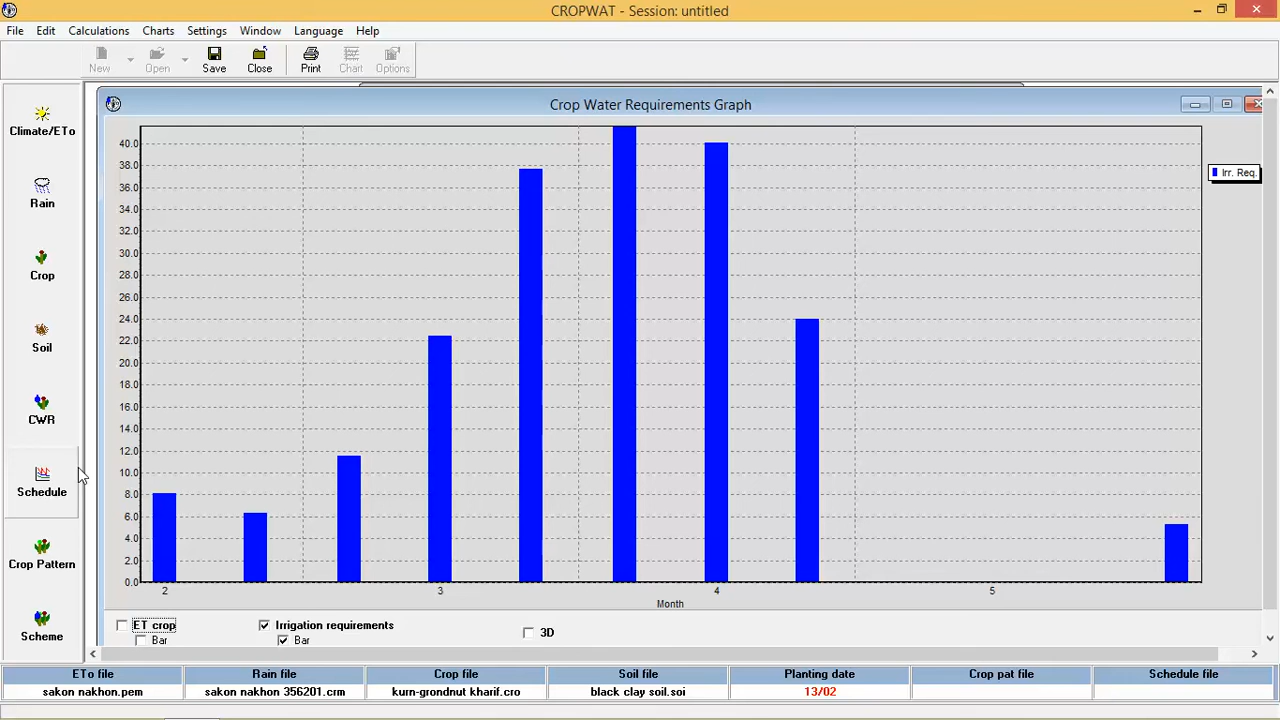 CROPWAT - Session: untitled
File Edit Calculations Charts Settings Window Language Help
New Open Save Close Print Chart Options
Climate/ETo
Rain
Crop
Soil
CWR
Schedule
Crop Pattern
Scheme
Crop Water Requirements Graph
40.0
38.0
36.0
34.0
32.0
30.0
28.0
26.0
24.0
22.0
20.0
18.0
16.0
14.0
12.0
10.0
8.0
6.0
4.0
2.0
0.0
2 3 4 5
Month
Irr. Req.
ET crop Irrigation requirements 3D
Bar Bar
ETo file Rain file Crop file Soil file Planting date Crop pat file Schedule file
sakon nakhon.pem sakon nakhon 356201.crm kurn-grondnut kharif.cro black clay soil.soi 13/02